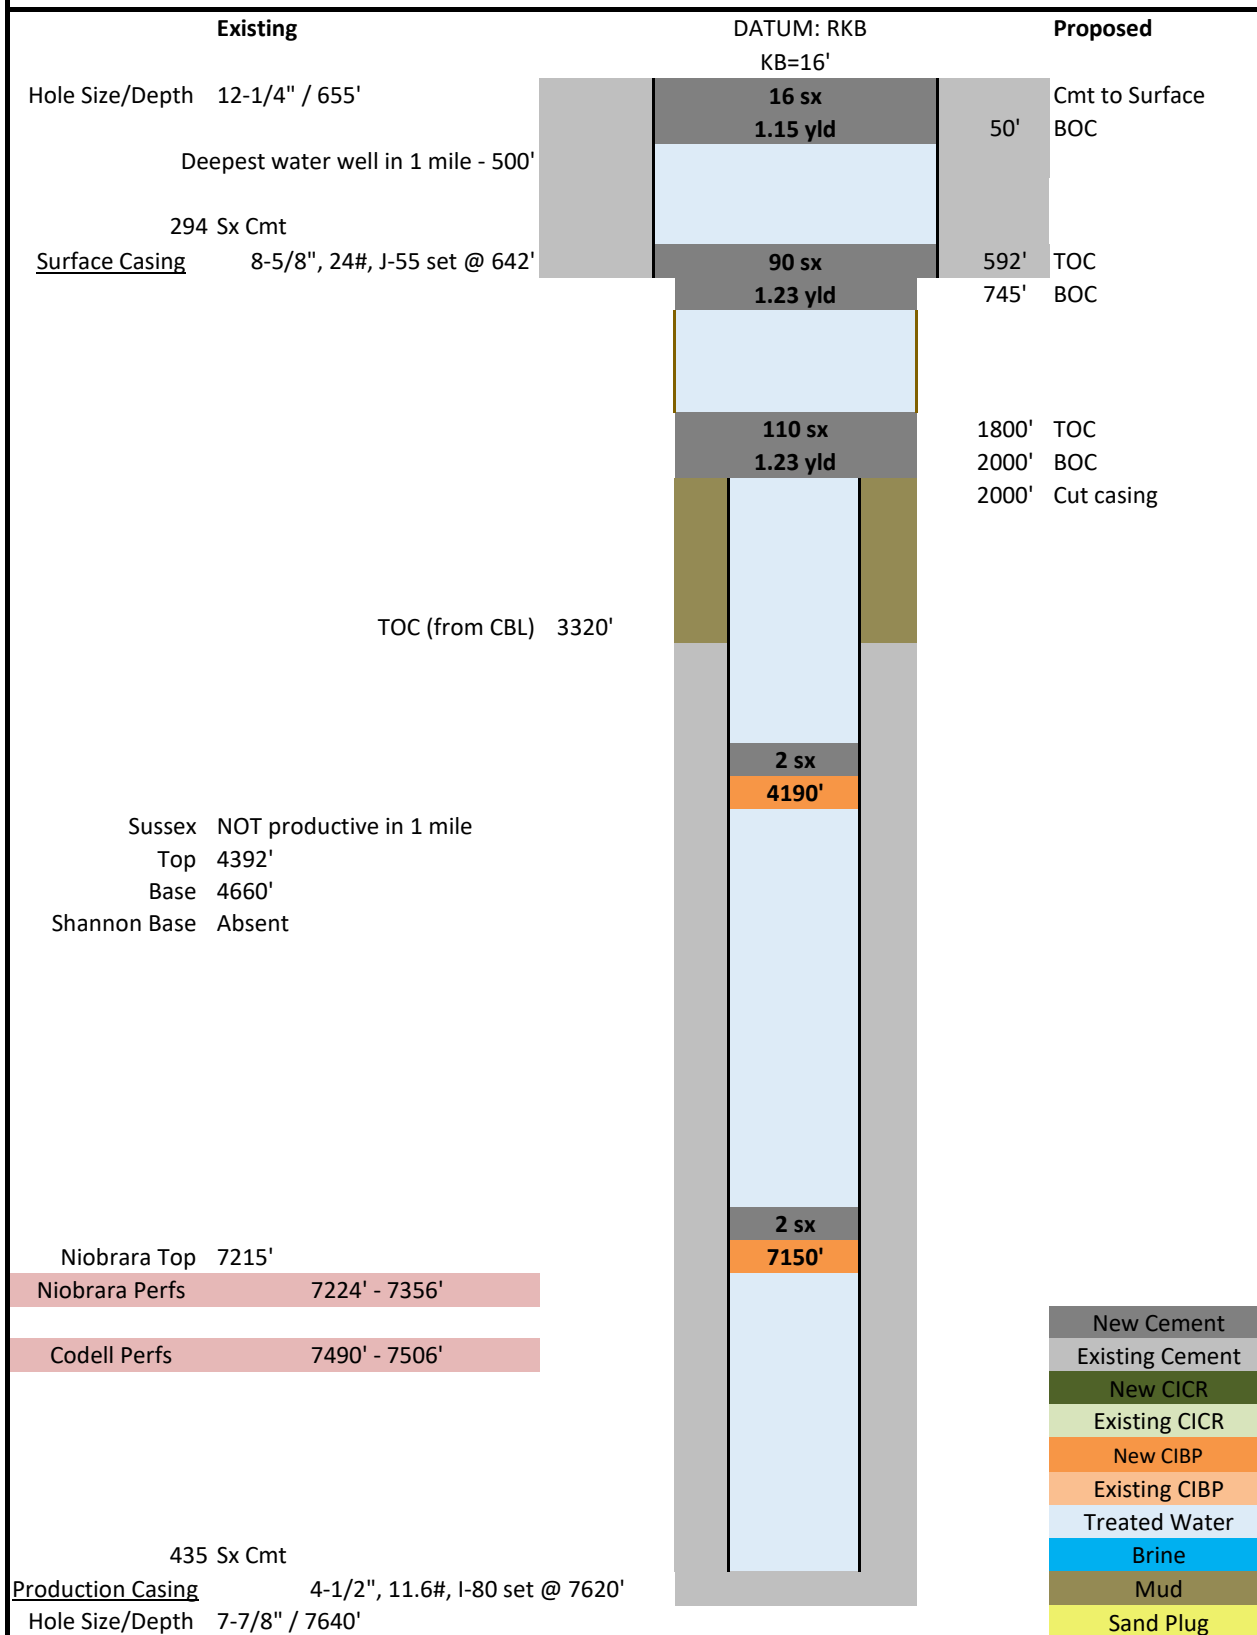 Existing DATUM: RKB Proposed
KB=16'
Hole Size/Depth 12-1/4" / 655' 16 sx Cmt to Surface
1.15 yld 50' BOC
Deepest water well in 1 mile - 500'
294 Sx Cmt
Surface Casing 8-5/8", 24#, J-55 set @ 642' 90 sx 592' TOC
1.23 yld 745' BOC
110 sx 1800' TOC
1.23 yld 2000' BOC
2000' Cut casing
TOC (from CBL) 3320'
2 sx
4190'
Sussex NOT productive in 1 mile
Top 4392'
Base 4660'
Shannon Base Absent
2 sx
Niobrara Top 7215' 7150'
Niobrara Perfs 7224' - 7356'
New Cement
Codell Perfs 7490' - 7506' Existing Cement
New CICR
Existing CICR
New CIBP
Existing CIBP
Treated Water
435 Sx Cmt Brine
Production Casing 4-1/2", 11.6#, I-80 set @ 7620' Mud
Hole Size/Depth 7-7/8" / 7640' Sand Plug